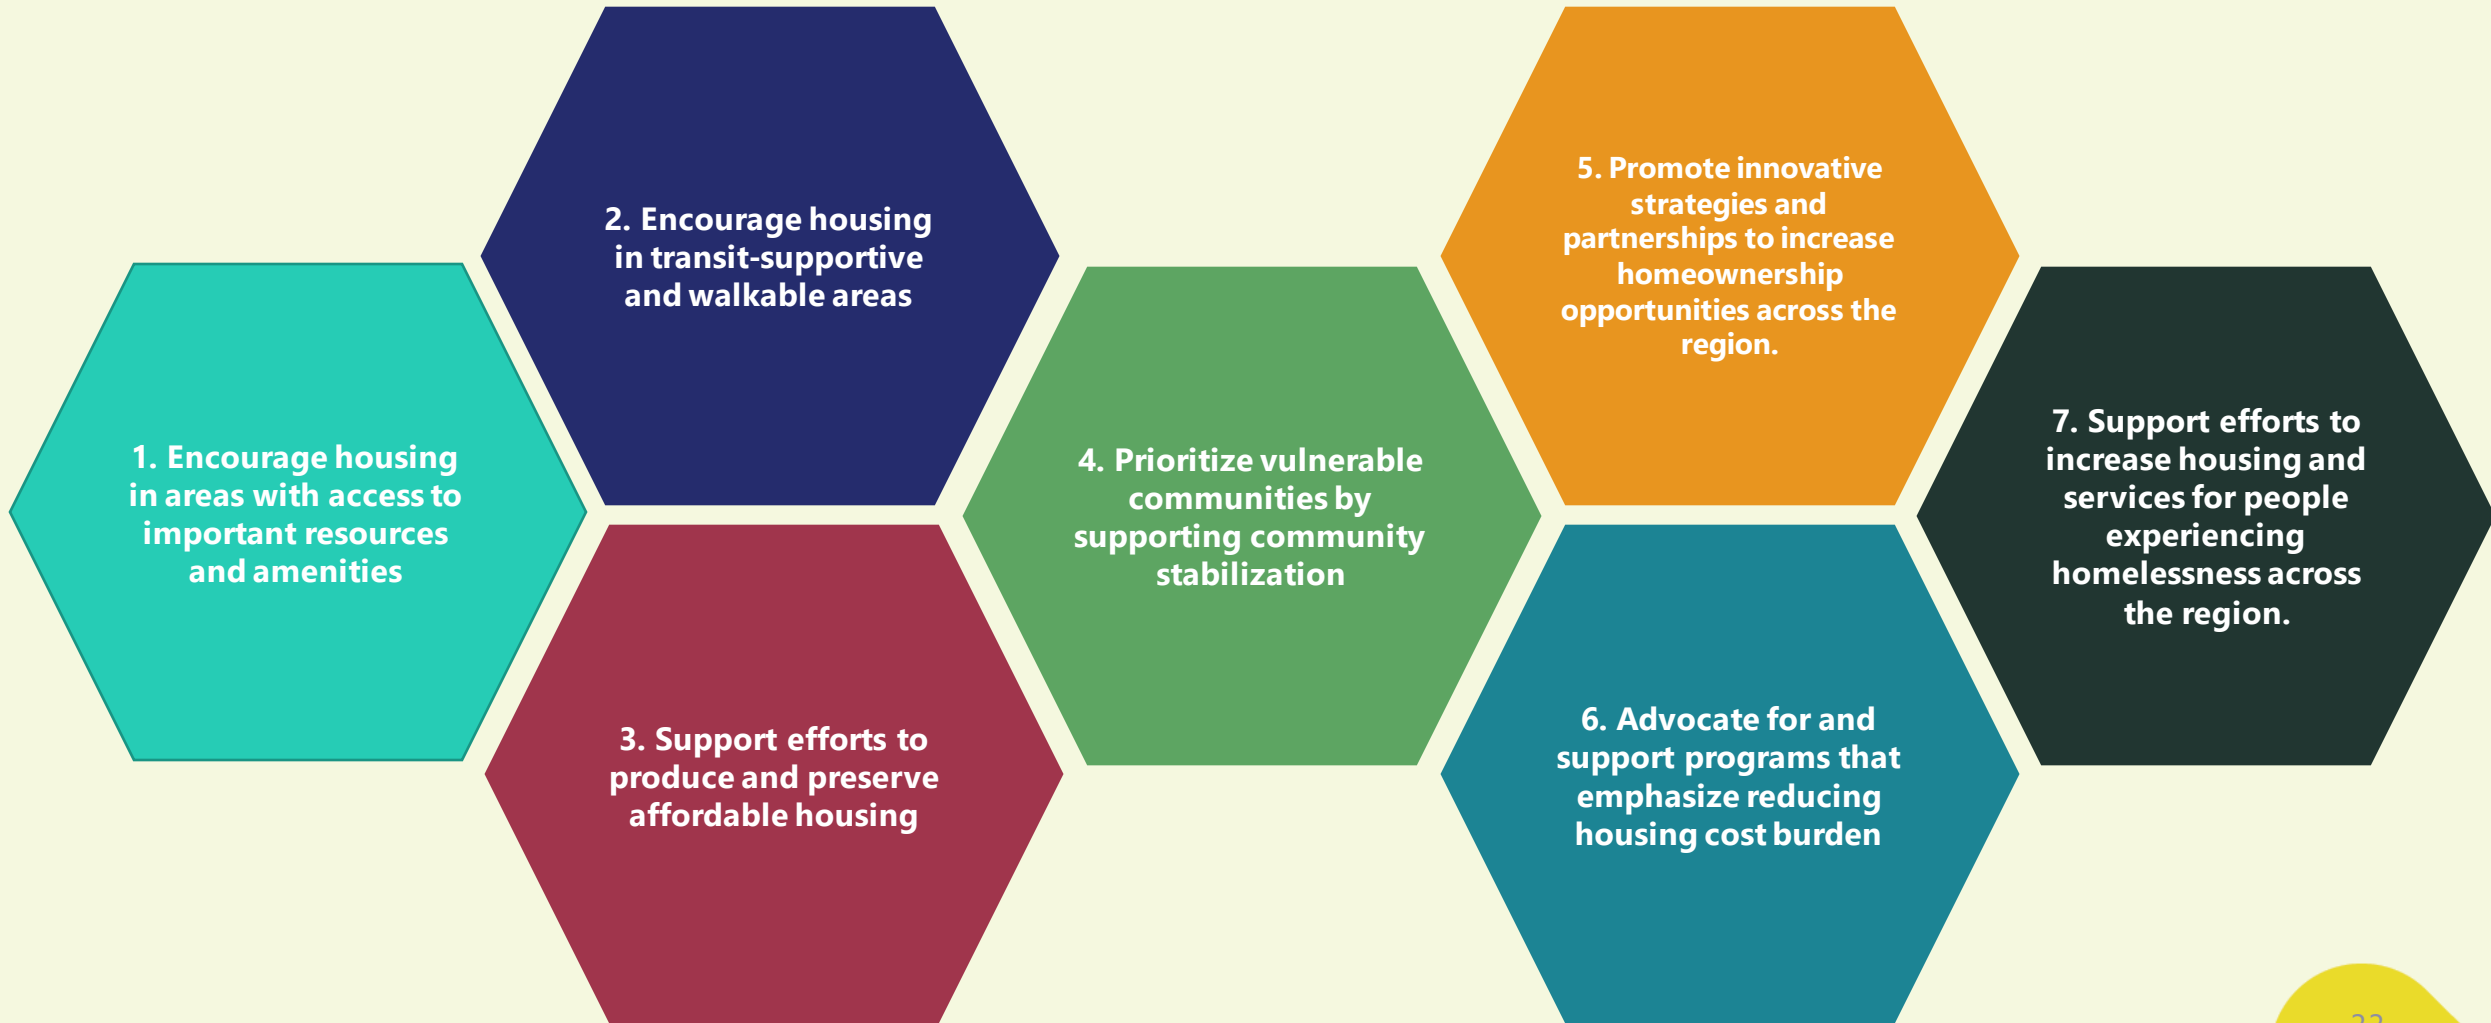 1. Encourage housing
in areas with access to
important resources
and amenities
2. Encourage housing
in transit-supportive
and walkable areas
3. Support efforts to
produce and preserve
affordable housing
4. Prioritize vulnerable
communities by
supporting community
stabilization
5. Promote innovative
strategies and
partnerships to increase
homeownership
opportunities across the
region.
6. Advocate for and
support programs that
emphasize reducing
housing cost burden
7. Support efforts to
increase housing and
services for people
experiencing
homelessness across
the region.